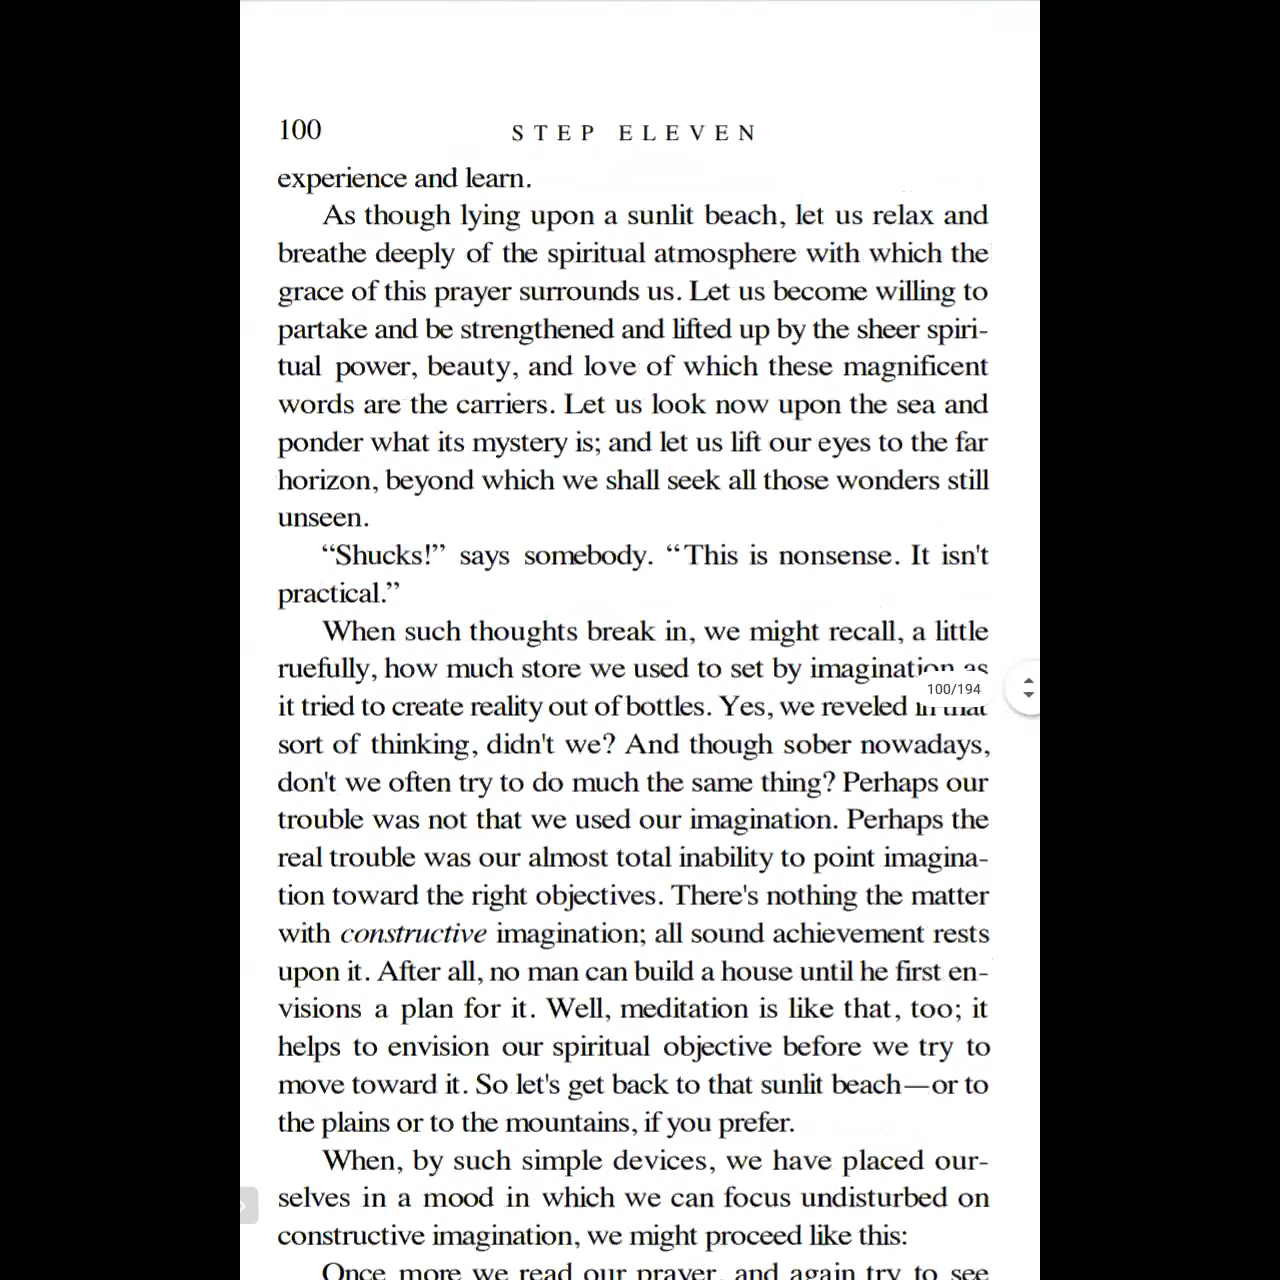 100
STEP ELEVEN
experience and learn.
As though lying upon a sunlit beach, let us relax and
breathe deeply of the spiritual atmosphere with which the
grace of this prayer surrounds us. Let us become willing to
partake and be strengthened and lifted up by the sheer spiri-
tual power, beauty, and love of which these magnificent
words are the carriers. Let us look now upon the sea and
ponder what its mystery is; and let us lift our eyes to the far
horizon, beyond which we shall seek all those wonders still
unseen.
“Shucks!” says somebody. “This is nonsense. It isn't
practical.”
When such thoughts break in, we might recall, a little
ruefully, how much store we used to set by imagination as
100/194
it tried to create reality out of bottles. Yes, we reveled in that
sort of thinking, didn't we? And though sober nowadays,
don't we often try to do much the same thing? Perhaps our
trouble was not that we used our imagination. Perhaps the
real trouble was our almost total inability to point imagina-
tion toward the right objectives. There's nothing the matter
with constructive imagination; all sound achievement rests
upon it. After all, no man can build a house until he first en-
visions a plan for it. Well, meditation is like that, too; it
helps to envision our spiritual objective before we try to
move toward it. So let's get back to that sunlit beach—or to
the plains or to the mountains, if you prefer.
When, by such simple devices, we have placed our-
selves in a mood in which we can focus undisturbed on
constructive imagination, we might proceed like this:
Once more we read our prayer, and again try to see